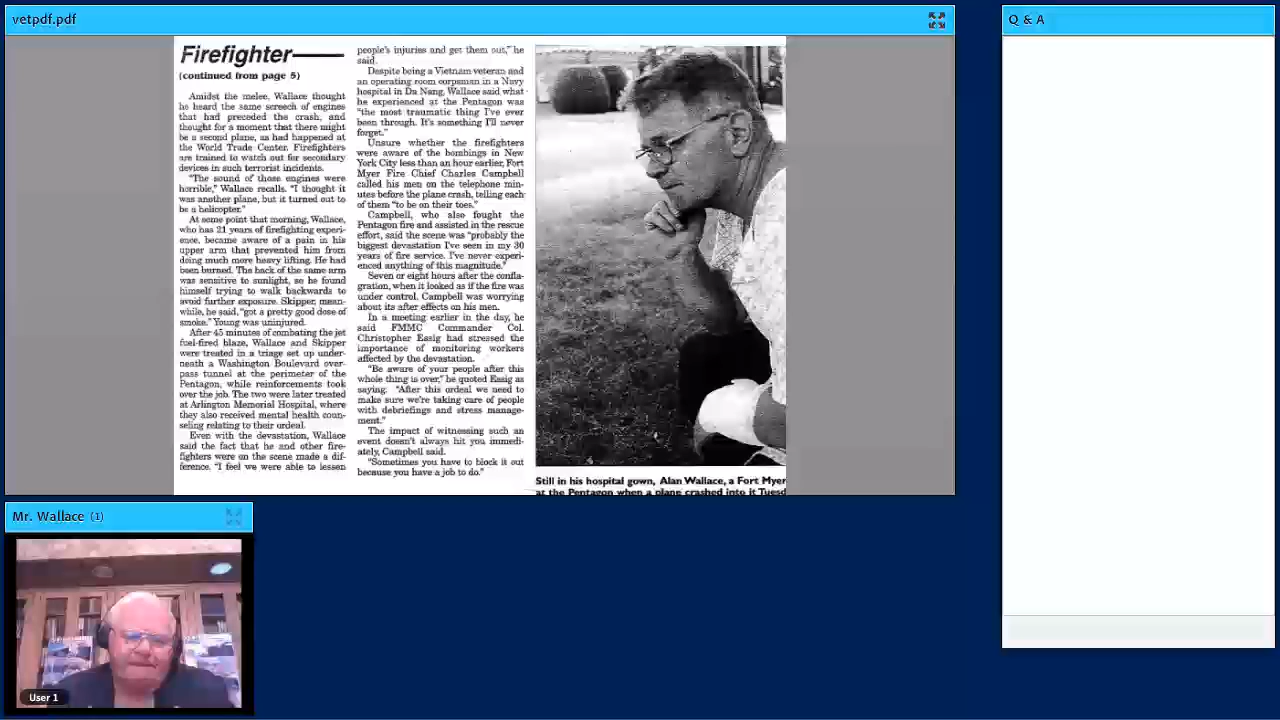 vetpdf.pdf
Firefighter
(continued from page 5)
Amidst the melee, Wallace thought
he heard the same screech of engines
that had preceded the crash, and
thought for a moment that there might
be a second plane, as had happened at
the World Trade Center. Firefighters
are trained to watch out for secondary
devices in such terrorist incidents.
"The sound of those engines were
horrible," Wallace recalls. "I thought it
was another plane, but it turned out to
be a helicopter."
At some point that morning, Wallace,
who has 21 years of firefighting experi-
ence, became aware of a pain in his
upper arm that prevented him from
doing much more heavy lifting. He had
been burned. The back of the same arm
was sensitive to sunlight, so he found
himself trying to walk backwards to
avoid further exposure. Skipper, mean-
while, he said, "got a pretty good dose of
smoke." Young was uninjured.
After 45 minutes of combating the jet
fuel-fired blaze, Wallace and Skipper
were treated in a triage set up under-
neath a Washington Boulevard over-
pass tunnel at the perimeter of the
Pentagon, while reinforcements took
over the job. The two were later treated
at Arlington Memorial Hospital, where
they also received mental health coun-
seling relating to their ordeal.
Even with the devastation, Wallace
said the fact that he and other fire-
fighters were on the scene made a dif-
ference. "I feel we were able to lessen
people's injuries and get them out," he
said.
Despite being a Vietnam veteran and
an operating room corpsman in a Navy
hospital in Da Nang, Wallace said what
he experienced at the Pentagon was
"the most traumatic thing I've ever
been through. It's something I'll never
forget."
Unsure whether the firefighters
were aware of the bombings in New
York City less than an hour earlier, Fort
Myer Fire Chief Charles Campbell
called his men on the telephone min-
utes before the plane crash, telling each
of them "to be on their toes."
Campbell, who also fought the
Pentagon fire and assisted in the rescue
effort, said the scene was "probably the
biggest devastation I've seen in my 30
years of fire service. I've never experi-
enced anything of this magnitude."
Seven or eight hours after the confla-
gration, when it looked as if the fire was
under control, Campbell was worrying
about its after effects on his men.
In a meeting earlier in the day, he
said FMMC Commander Col.
Christopher Essig had stressed the
importance of monitoring workers
affected by the devastation.
"Be aware of your people after this
whole thing is over," he quoted Essig as
saying. "After this ordeal we need to
make sure we're taking care of people
with debriefings and stress manage-
ment."
The impact of witnessing such an
event doesn't always hit you immedi-
ately, Campbell said.
"Sometimes you have to block it out
because you have a job to do."
Still in his hospital gown, Alan Wallace, a Fort Myer
at the Pentagon when a plane crashed into it Tuesd
Q & A
Mr. Wallace (1)
User 1